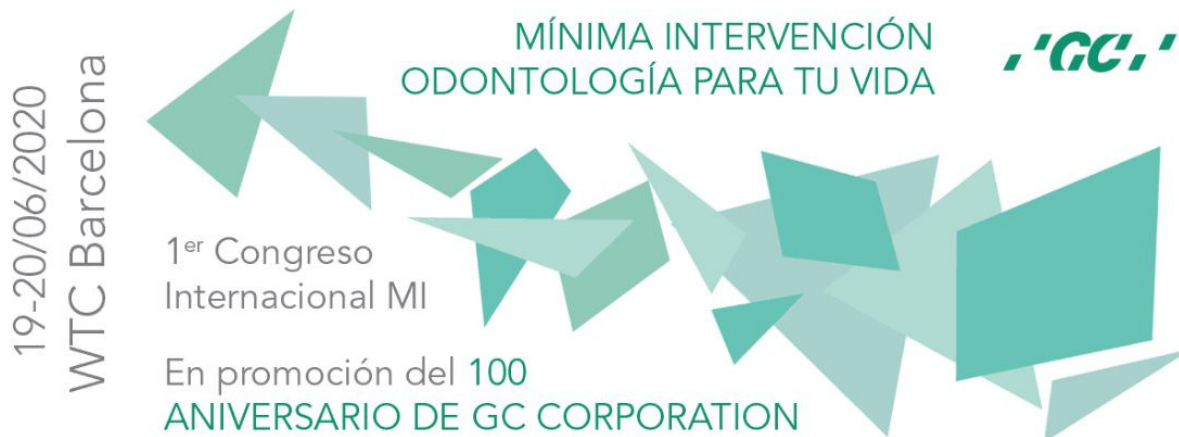 19-20/06/2020
WTC Barcelona
MÍNIMA INTERVENCIÓN
ODONTOLOGÍA PARA TU VIDA
GC
1er Congreso
Internacional MI
En promoción del 100
ANIVERSARIO DE GC CORPORATION